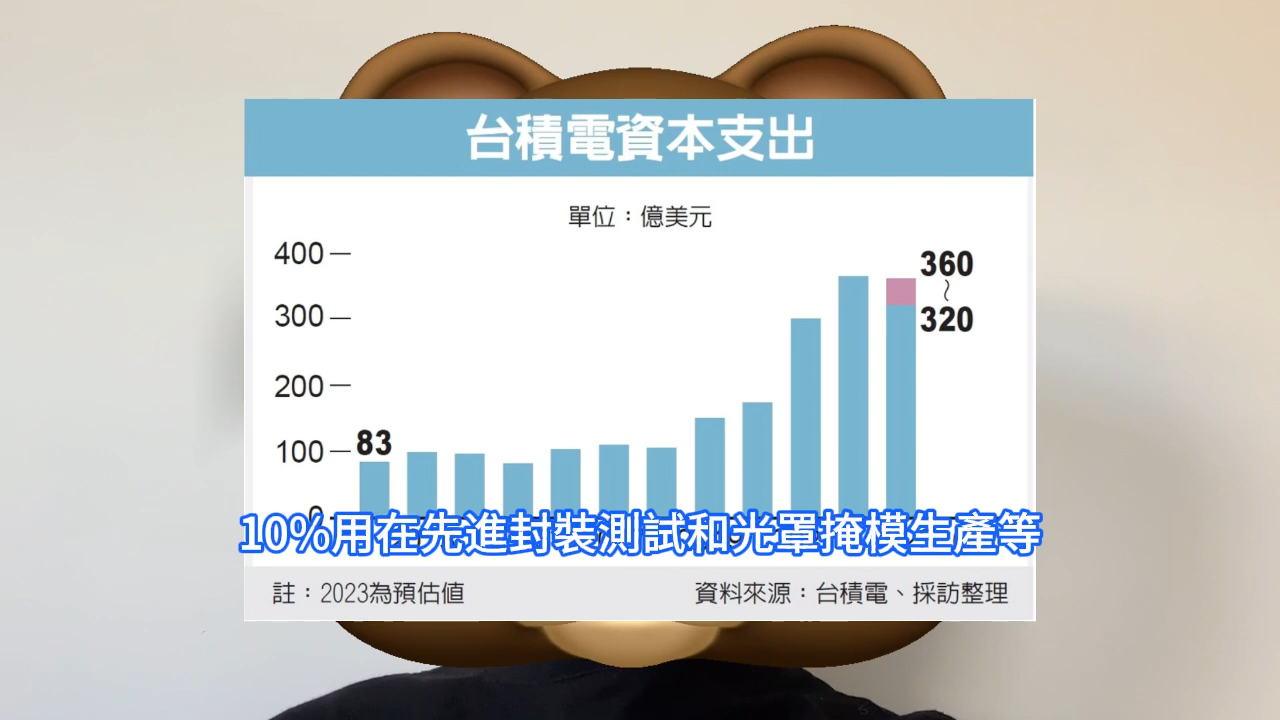 台積電資本支出
單位：億美元
400
300
200
100
0
83
360
～
320
10%用在先進封裝測試和光罩掩模生產等
註：2023為預估值
資料來源：台積電、採訪整理